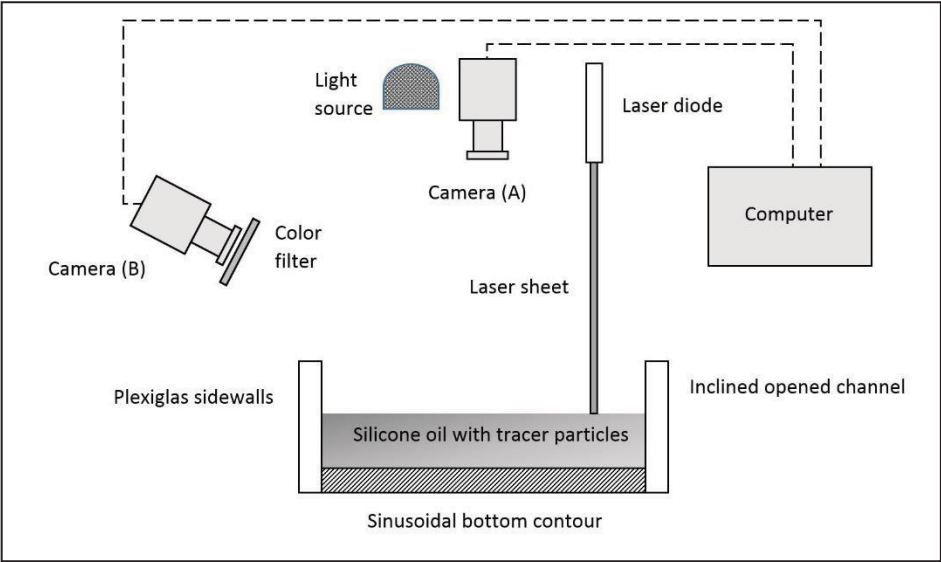 Light
source
Laser diode
Camera (A)
Computer
Color
filter
Camera (B)
Laser sheet
Plexiglas sidewalls
Inclined opened channel
Silicone oil with tracer particles
Sinusoidal bottom contour